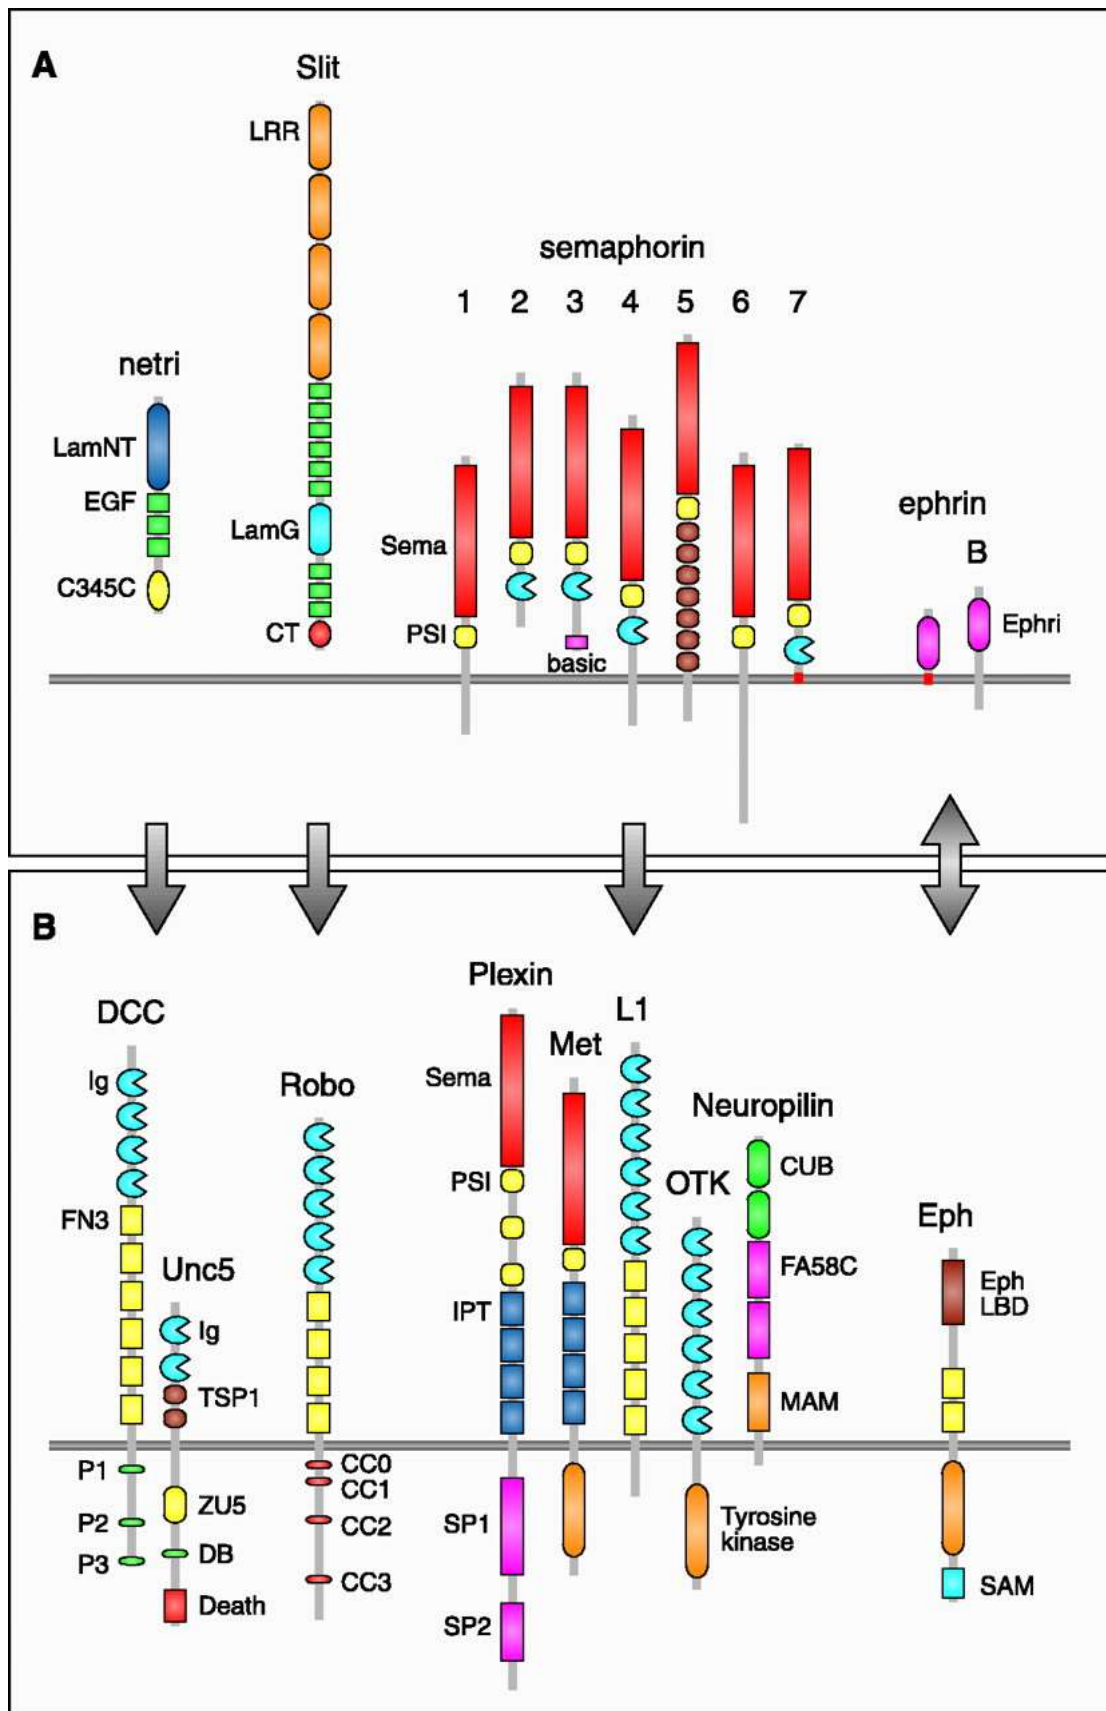 A
Slit
LRR
semaphorin
1 2 3 4 5 6 7
netri
LamNT
EGF
LamG
C345C
CT
Sema
PSI
basic
ephrin
B
Ephri
B
Plexin
DCC
L1
Met
Ig
Sema
Robo
Neuropilin
CUB
PSI
OTK
FN3
Eph
Unc5
FA58C
Eph
LBD
IPT
Ig
TSP1
MAM
P1
CC0
CC1
ZU5
SP1
Tyrosine
kinase
P2
CC2
DB
P3
CC3
SAM
Death
SP2